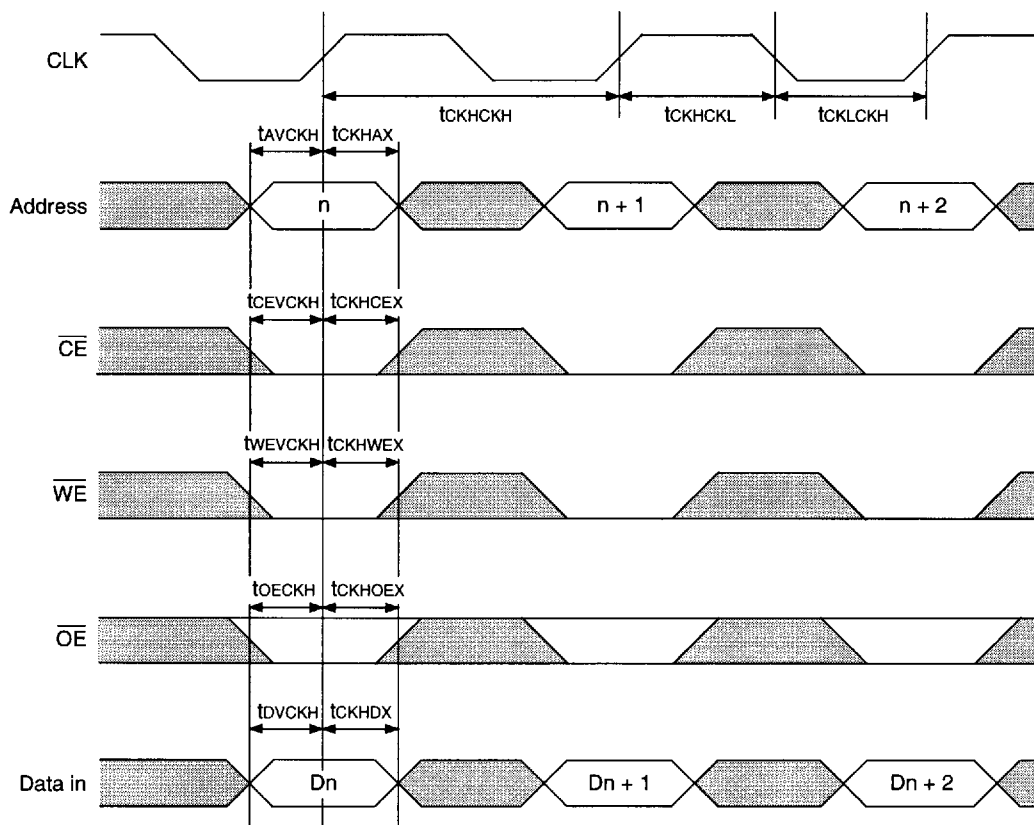 CLK
tCKHCKH tCKHCKL tCKLCKH
tAVCKH tCKHAX
Address n n + 1 n + 2
tCEVCKH tCKHCEX
CE
tWEVCKH tCKHWEX
WE
tOECKH tCKHOEX
OE
tDVCKH tCKHDX
Data in Dn Dn + 1 Dn + 2